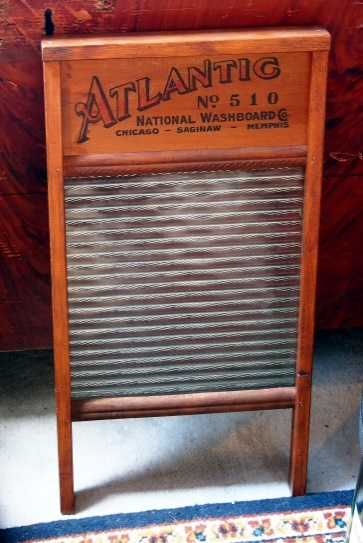 ATLANTIC
No 510
NATIONAL WASHBOARD Co
CHICAGO - SAGINAW - MEMPHIS